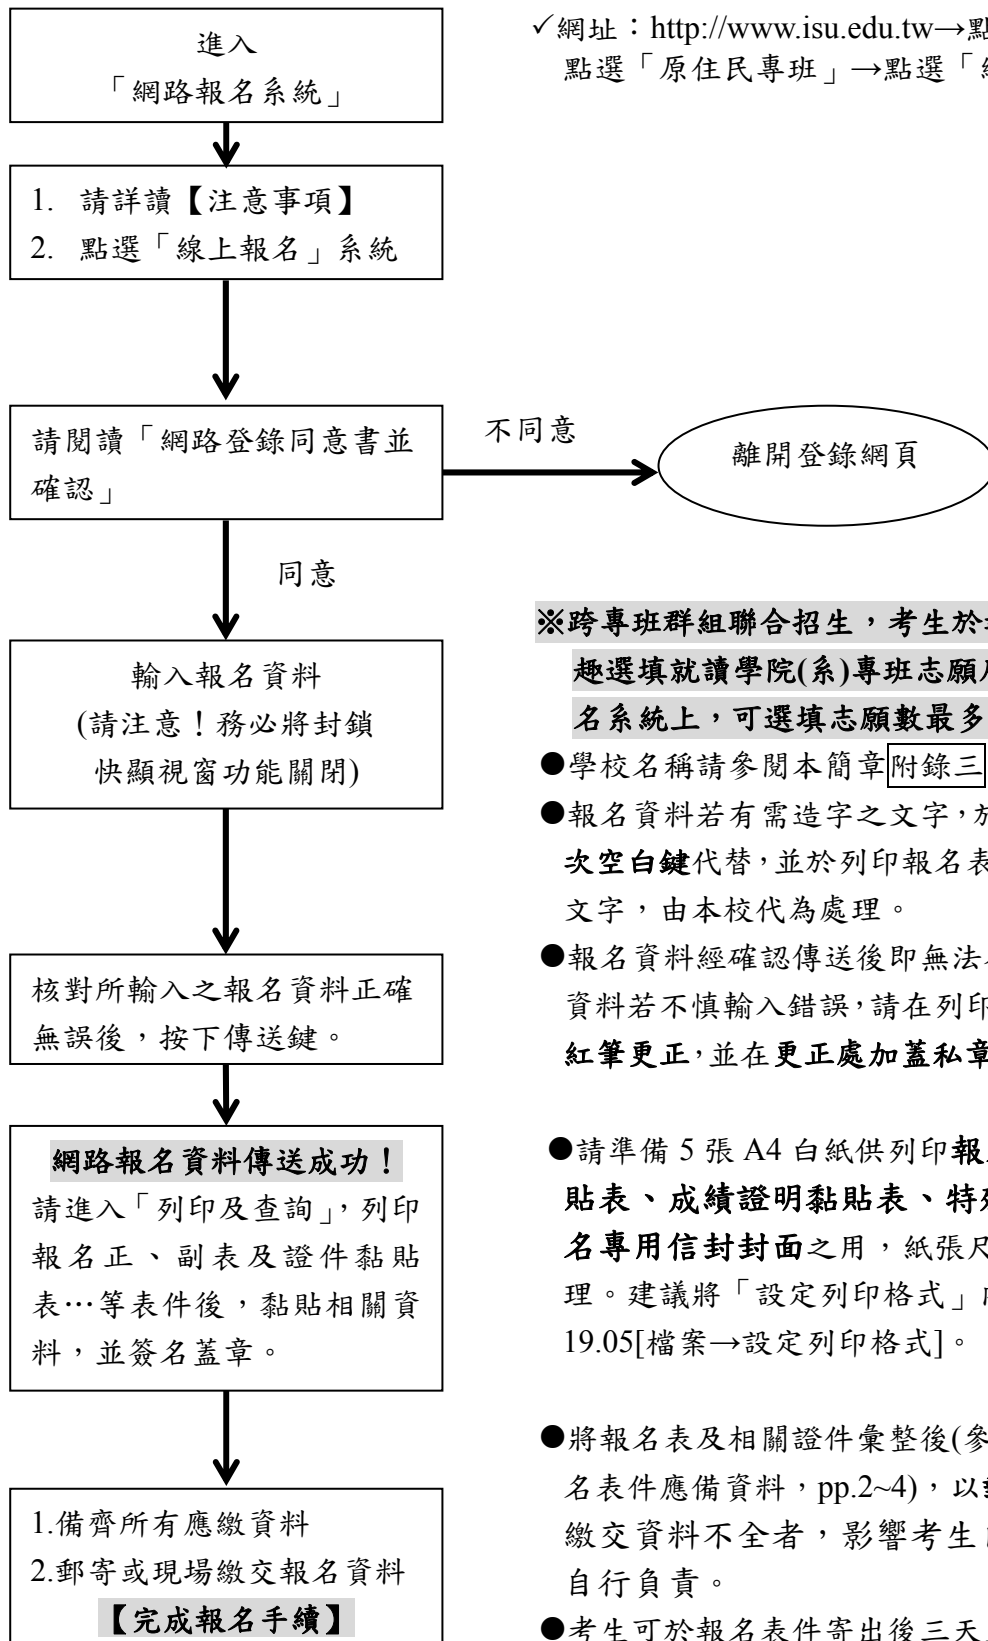 進入
「網路報名系統」
✓網址：http://www.isu.edu.tw→點
點選「原住民專班」→點選「
1. 請詳讀【注意事項】
2. 點選「線上報名」系統
請閱讀「網路登錄同意書並
確認」
不同意
離開登錄網頁
同意
輸入報名資料
(請注意！務必將封鎖
快顯視窗功能關閉)
※跨專班群組聯合招生，考生於
趣選填就讀學院(系)專班志願
名系統上，可選填志願數最多
●學校名稱請參閱本簡章附錄三
●報名資料若有需造字之文字，於
次空白鍵代替，並於列印報名表
文字，由本校代為處理。
●報名資料經確認傳送後即無法
資料若不慎輸入錯誤，請在列印
紅筆更正，並在更正處加蓋私章
核對所輸入之報名資料正確
無誤後，按下傳送鍵。
網路報名資料傳送成功！
請進入「列印及查詢」，列印
報名正、副表及證件黏貼
表…等表件後，黏貼相關資
料，並簽名蓋章。
●請準備 5 張 A4 白紙供列印報
貼表、成績證明黏貼表、特
名專用信封封面之用，紙張尺
理。建議將「設定列印格式」
19.05[檔案→設定列印格式]。
1.備齊所有應繳資料
2.郵寄或現場繳交報名資料
【完成報名手續】
●將報名表及相關證件彙整後(參
名表件應備資料，pp.2~4)，以
繳交資料不全者，影響考生
自行負責。
●考生可於報名表件寄出後三天